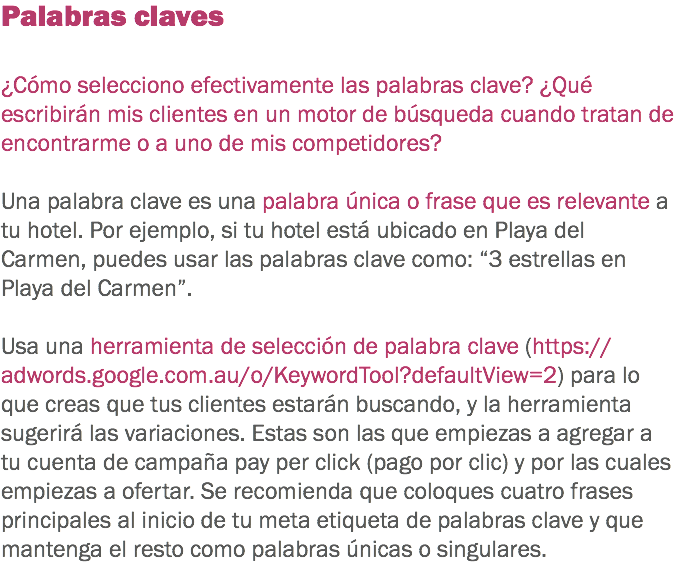 Palabras claves
¿Cómo selecciono efectivamente las palabras clave? ¿Qué
escribirán mis clientes en un motor de búsqueda cuando tratan de
encontrarme o a uno de mis competidores?
Una palabra clave es una palabra única o frase que es relevante a
tu hotel. Por ejemplo, si tu hotel está ubicado en Playa del
Carmen, puedes usar las palabras clave como: “3 estrellas en
Playa del Carmen”.
Usa una herramienta de selección de palabra clave (https://
adwords.google.com.au/o/KeywordTool?defaultView=2) para lo
que creas que tus clientes estarán buscando, y la herramienta
sugerirá las variaciones. Estas son las que empiezas a agregar a
tu cuenta de campaña pay per click (pago por clic) y por las cuales
empiezas a ofertar. Se recomienda que coloques cuatro frases
principales al inicio de tu meta etiqueta de palabras clave y que
mantenga el resto como palabras únicas o singulares.